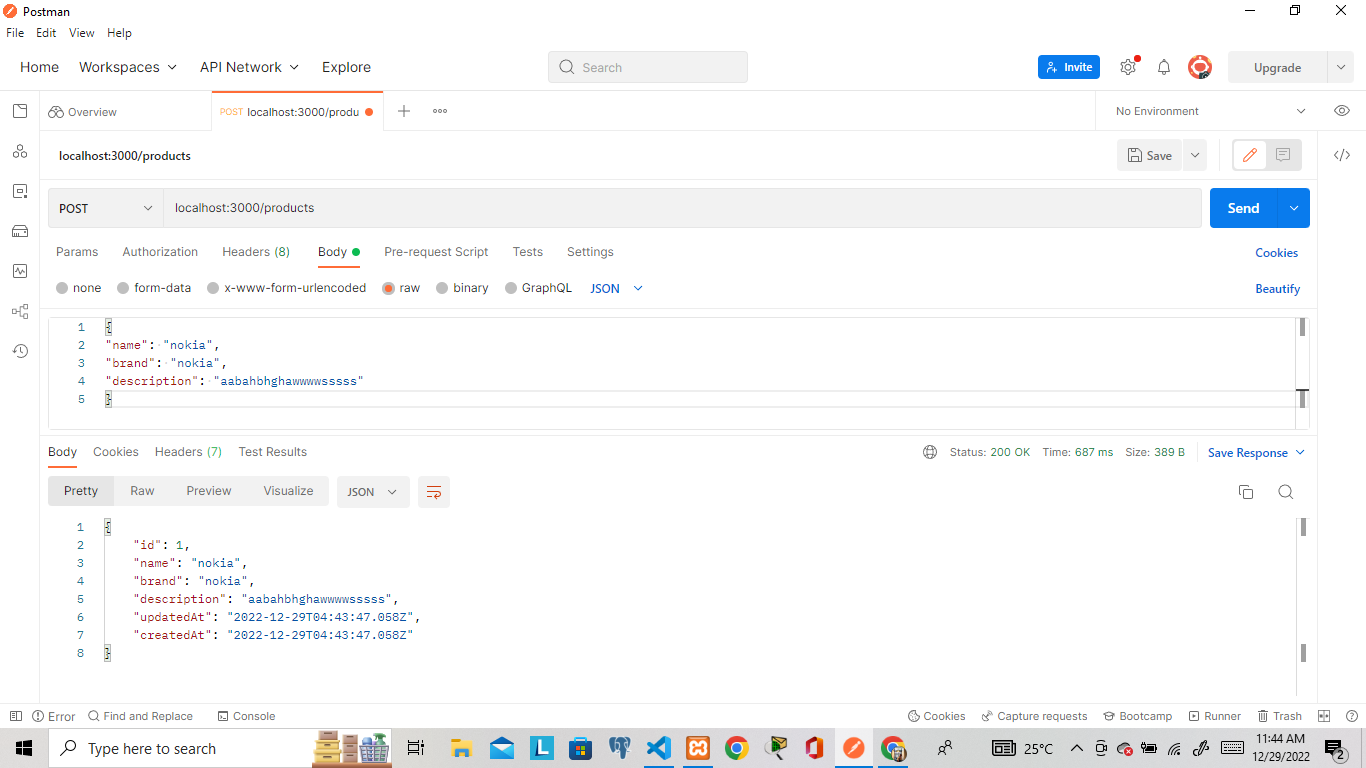 Postman
File Edit View Help
Home Workspaces API Network Explore Search Invite Upgrade
Overview POST localhost:3000/produ No Environment
localhost:3000/products Save
POST localhost:3000/products Send
Params Authorization Headers (8) Body Pre-request Script Tests Settings Cookies
none form-data x-www-form-urlencoded raw binary GraphQL JSON Beautify
1 {
2 "name": "nokia",
3 "brand": "nokia",
4 "description": "aabahbhghawwwwsssss"
5 }
Body Cookies Headers (7) Test Results Status: 200 OK Time: 687 ms Size: 389 B Save Response
Pretty Raw Preview Visualize JSON
1 {
2 "id": 1,
3 "name": "nokia",
4 "brand": "nokia",
5 "description": "aabahbhghawwwwsssss",
6 "updatedAt": "2022-12-29T04:43:47.058Z",
7 "createdAt": "2022-12-29T04:43:47.058Z"
8 }
Error Find and Replace Console Cookies Capture requests Bootcamp Runner Trash
Type here to search 25°C 11:44 AM
12/29/2022 2